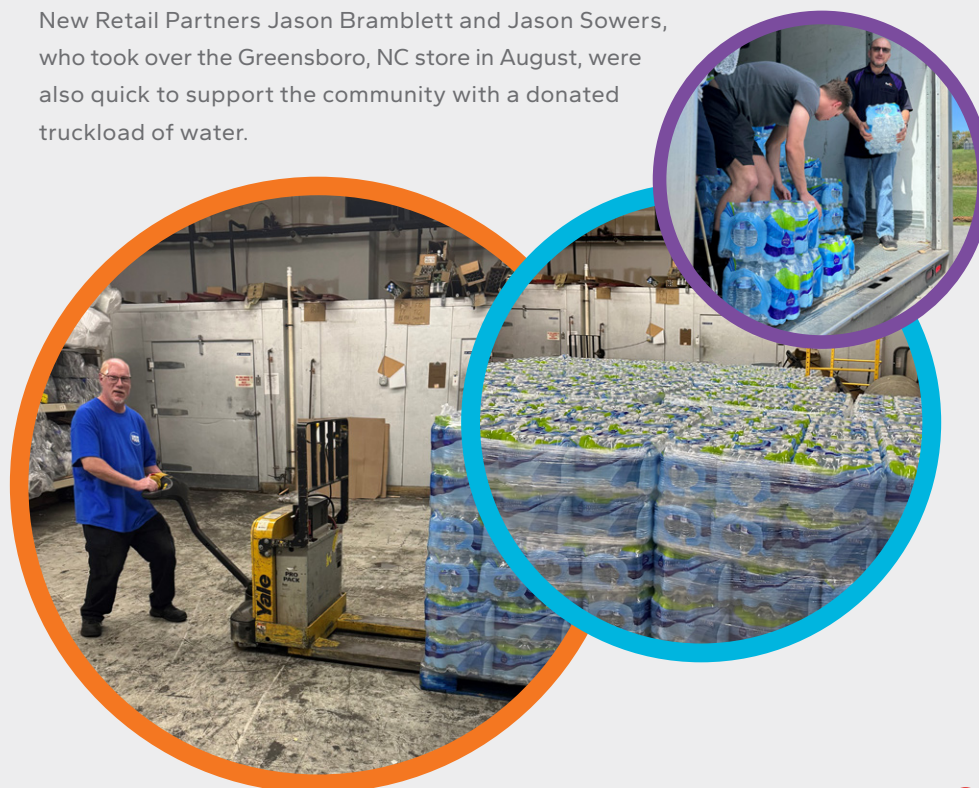 New Retail Partners Jason Bramblett and Jason Sowers,
who took over the Greensboro, NC store in August, were
also quick to support the community with a donated
truckload of water.
Yale
PRO
PACK